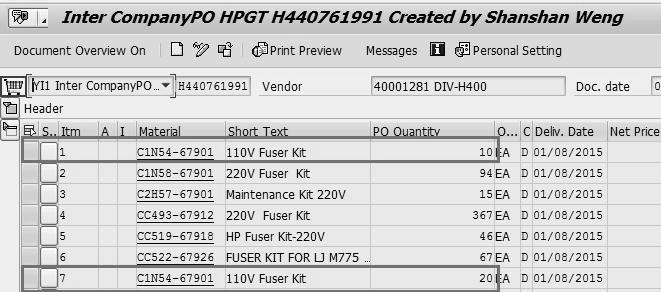 Inter CompanyPO HPGT H440761991 Created by Shanshan Weng
Document Overview On Print Preview Messages Personal Setting
YI1 Inter CompanyPO... H440761991 Vendor 40001281 DIV-H400 Doc. date 0
Header
S.. Itm A I Material Short Text PO Quantity O... C Deliv. Date Net Price
1 C1N54-67901 110V Fuser Kit 10 EA D 01/08/2015
2 C1N58-67901 220V Fuser Kit 94 EA D 01/08/2015
3 C2H57-67901 Maintenance Kit 220V 15 EA D 01/08/2015
4 CC493-67912 220V Fuser Kit 367 EA D 01/08/2015
5 CC519-67918 HP Fuser Kit-220V 46 EA D 01/08/2015
6 CC522-67926 FUSER KIT FOR LJ M775 ... 67 EA D 01/08/2015
7 C1N54-67901 110V Fuser Kit 20 EA D 01/08/2015